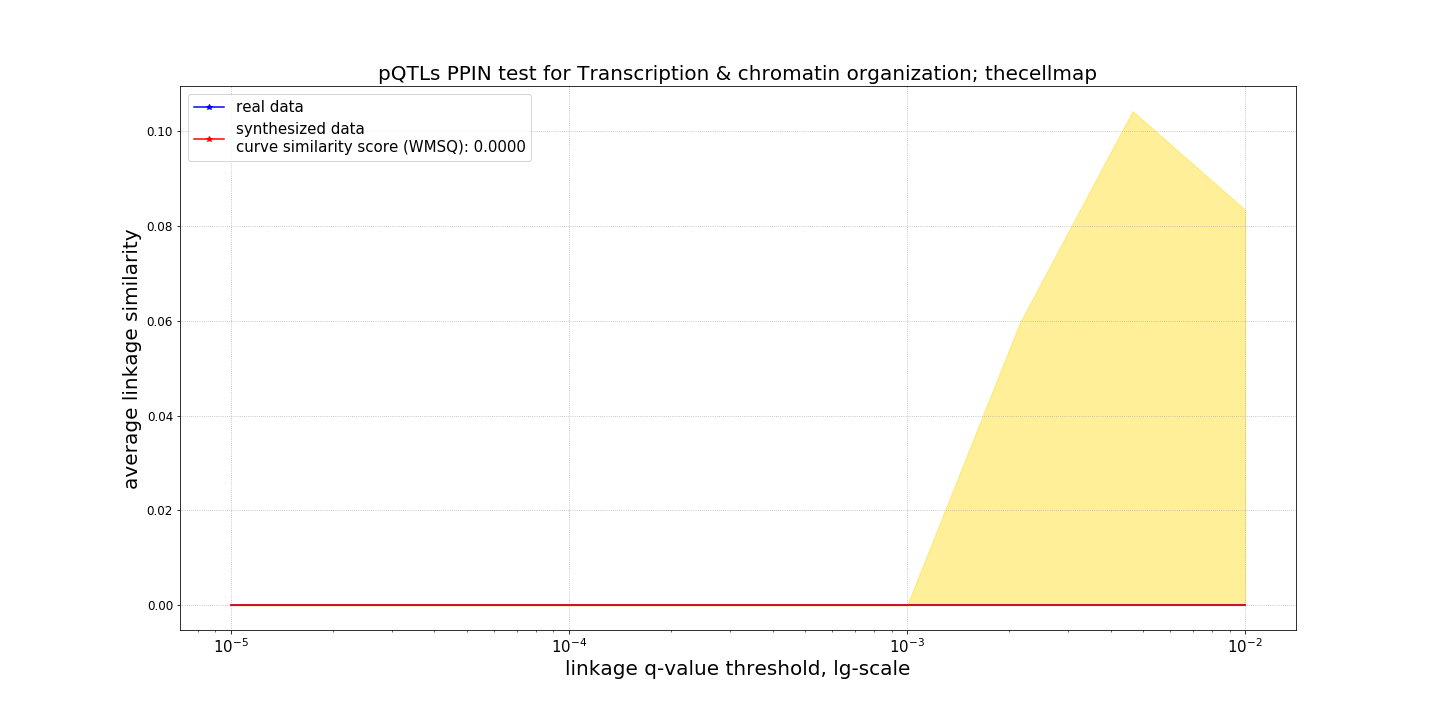 pQTLs PPIN test for Transcription & chromatin organization; thecellmap
real data
synthesized data
curve similarity score (WMSQ): 0.0000
average linkage similarity
0.10
0.08
0.06
0.04
0.02
0.00
10⁻⁵ 10⁻⁴ 10⁻³ 10⁻²
linkage q-value threshold, lg-scale